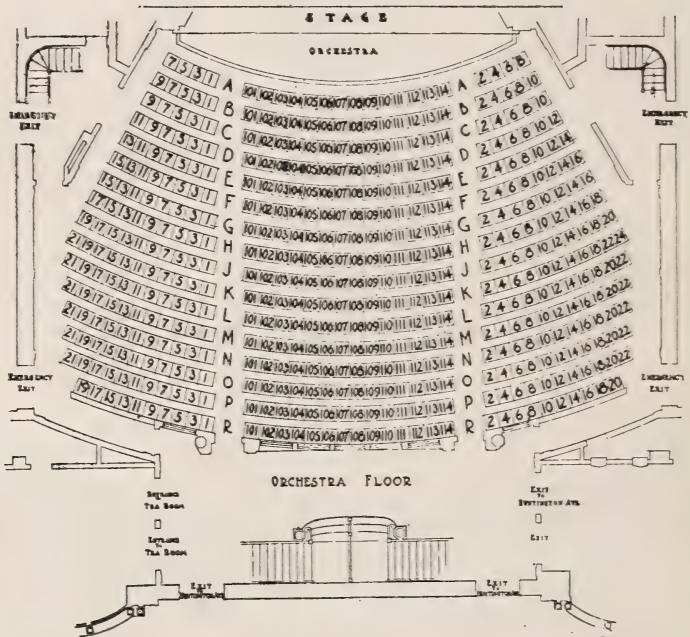 STAGE
ORCHESTRA
7 5 3 1 A 101 102 103 104 105 106 107 108 109 110 111 112 113 114 A 2 4 6 8
9 7 5 3 1 B 101 102 103 104 105 106 107 108 109 110 111 112 113 114 B 2 4 6 8 10
9 7 5 3 1 C 101 102 103 104 105 106 107 108 109 110 111 112 113 114 C 2 4 6 8 10
11 9 7 5 3 1 D 101 102 103 104 105 106 107 108 109 110 111 112 113 114 D 2 4 6 8 10 12
13 11 9 7 5 3 1 E 101 102 104 105 106 107 108 109 110 111 112 113 114 E 2 4 6 8 10 12 14
15 13 11 9 7 5 3 1 F 101 102 103 104 105 106 107 108 109 110 111 112 113 114 F 2 4 6 8 10 12 14 16
15 13 11 9 7 5 3 1 G 101 102 103 104 105 106 107 108 109 110 111 112 113 114 G 2 4 6 8 10 12 14 16
17 15 13 11 9 7 5 3 1 H 101 102 103 104 105 106 107 108 109 110 111 112 113 114 H 2 4 6 8 10 12 14 16 18
19 17 15 13 11 9 7 5 3 1 J 101 102 103 104 105 106 107 108 109 110 111 112 113 114 J 2 4 6 8 10 12 14 16 18 20
21 19 17 15 13 11 9 7 5 3 1 K 101 102 103 104 105 106 107 108 109 110 111 112 113 114 K 2 4 6 8 10 12 14 16 18 22 24
21 19 17 15 13 11 9 7 5 3 1 L 101 102 103 104 105 106 107 108 109 110 111 112 113 114 L 2 4 6 8 10 12 14 16 18 20 22
21 19 17 15 13 11 9 7 5 3 1 M 101 102 103 104 105 106 107 108 109 110 111 112 113 114 M 2 4 6 8 10 12 14 16 18 20 22
21 19 17 15 13 11 9 7 5 3 1 N 101 102 103 104 105 106 107 108 109 110 111 112 113 114 N 2 4 6 8 10 12 14 16 18 20 22
21 19 17 15 13 11 9 7 5 3 1 O 101 102 103 104 105 106 107 108 109 110 111 112 113 114 O 2 4 6 8 10 12 14 16 18 20 22
21 19 17 15 13 11 9 7 5 3 1 P 101 102 103 104 105 106 107 108 109 110 111 112 113 114 P 2 4 6 8 10 12 14 16 18 20 22
19 17 15 13 11 9 7 5 3 1 R 101 102 103 104 105 106 107 108 109 110 111 112 113 114 R 2 4 6 8 10 12 14 16 18 20
EMERGENCY
EXIT
EMERGENCY
EXIT
EMERGENCY
EXIT
EMERGENCY
EXIT
ORCHESTRA FLOOR
ENTRANCE
TO
TEA ROOM
ENTRANCE
TO
TEA ROOM
EXIT
TO
HUNTINGTON AVE.
EXIT
EXIT
TO
HUNTINGTON AVE.
EXIT
TO
HUNTINGTON AVE.